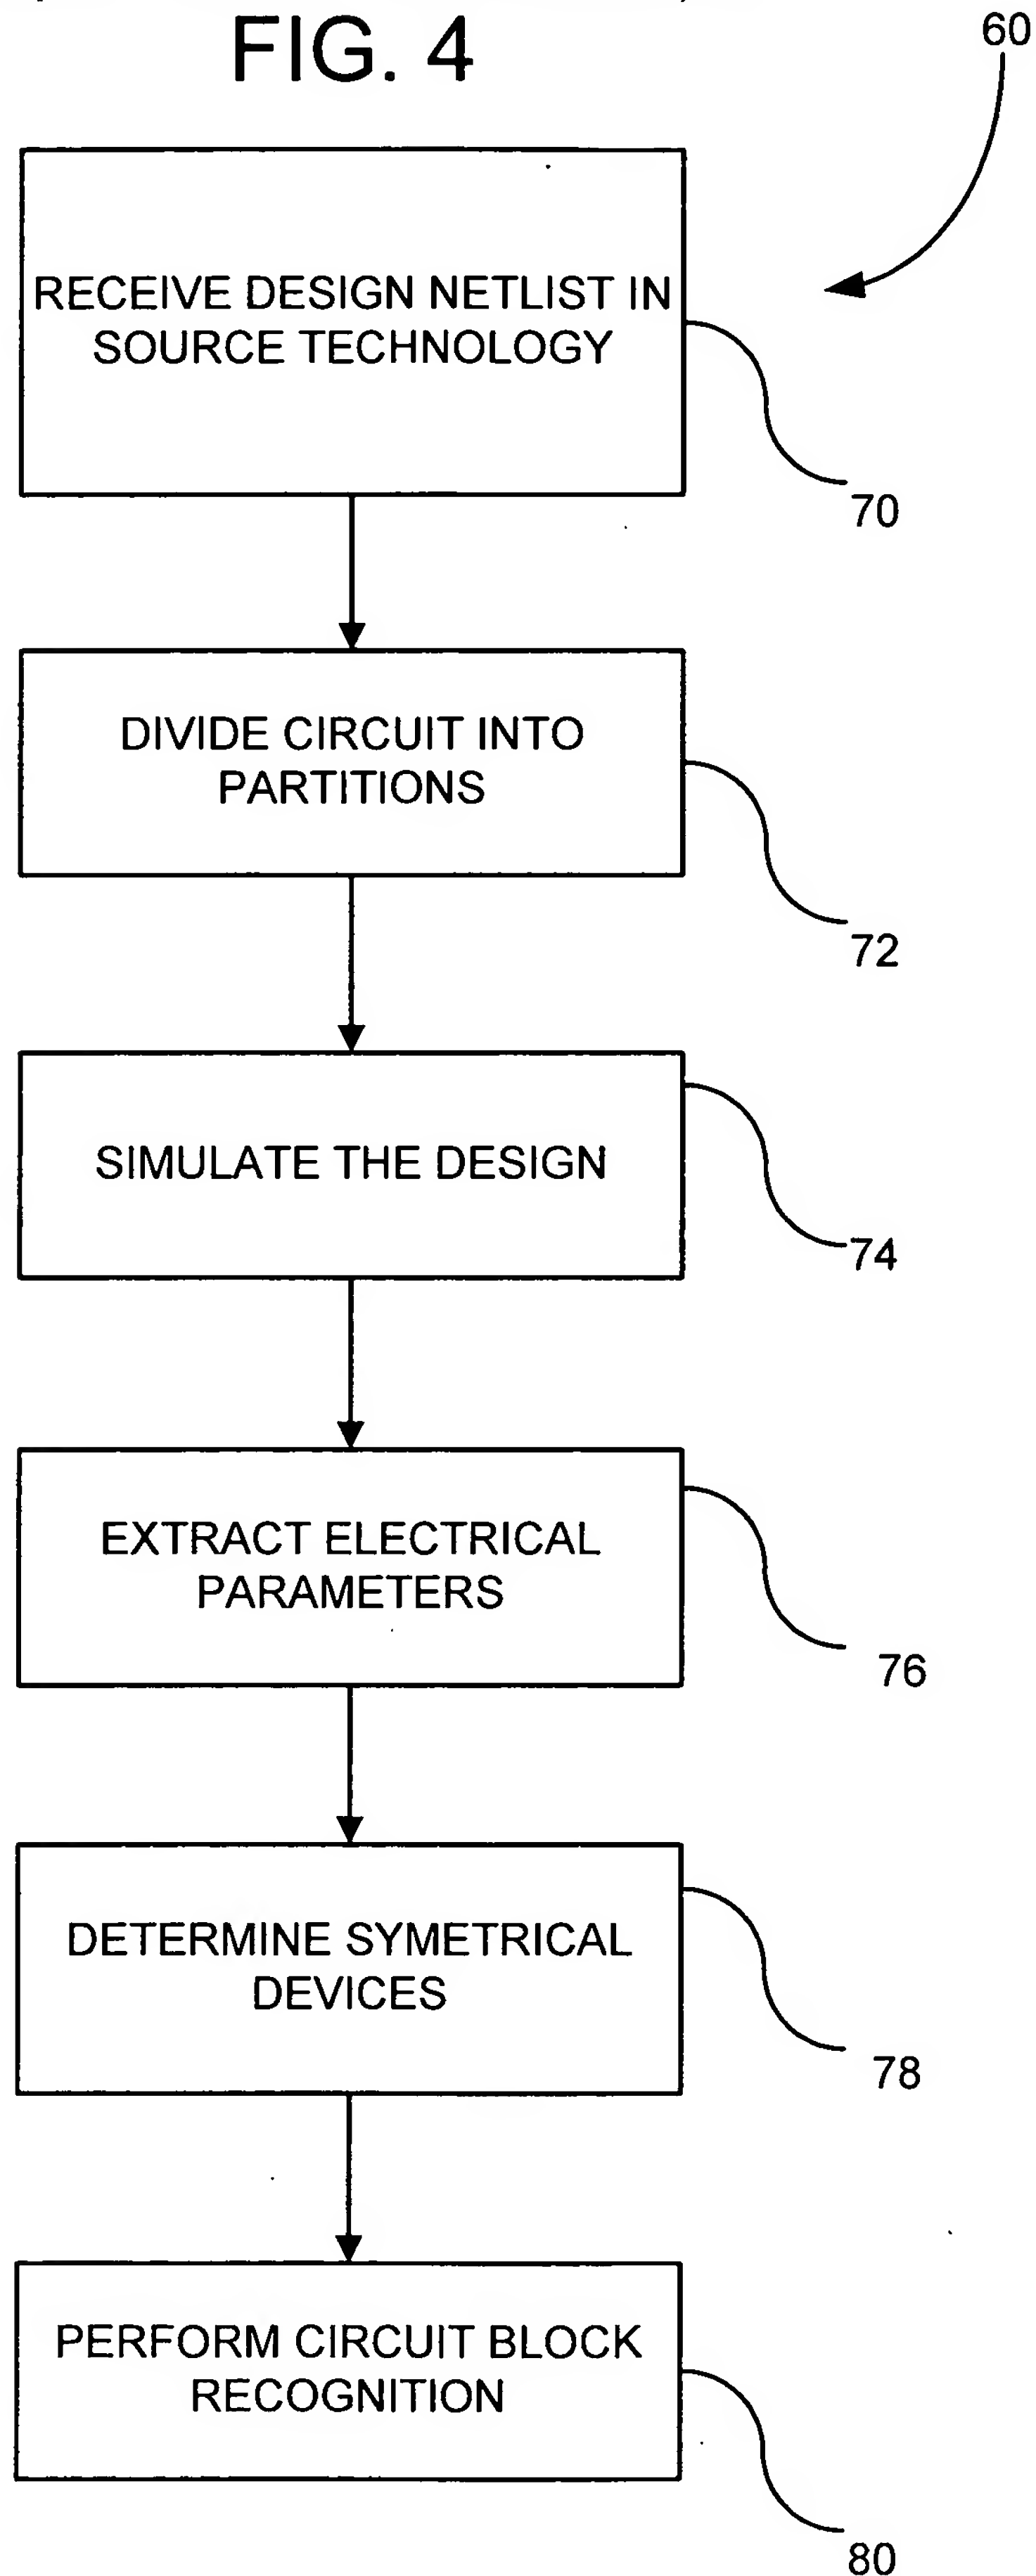 FIG. 4
60
RECEIVE DESIGN NETLIST IN
SOURCE TECHNOLOGY
70
DIVIDE CIRCUIT INTO
PARTITIONS
72
SIMULATE THE DESIGN
74
EXTRACT ELECTRICAL
PARAMETERS
76
DETERMINE SYMETRICAL
DEVICES
78
PERFORM CIRCUIT BLOCK
RECOGNITION
80